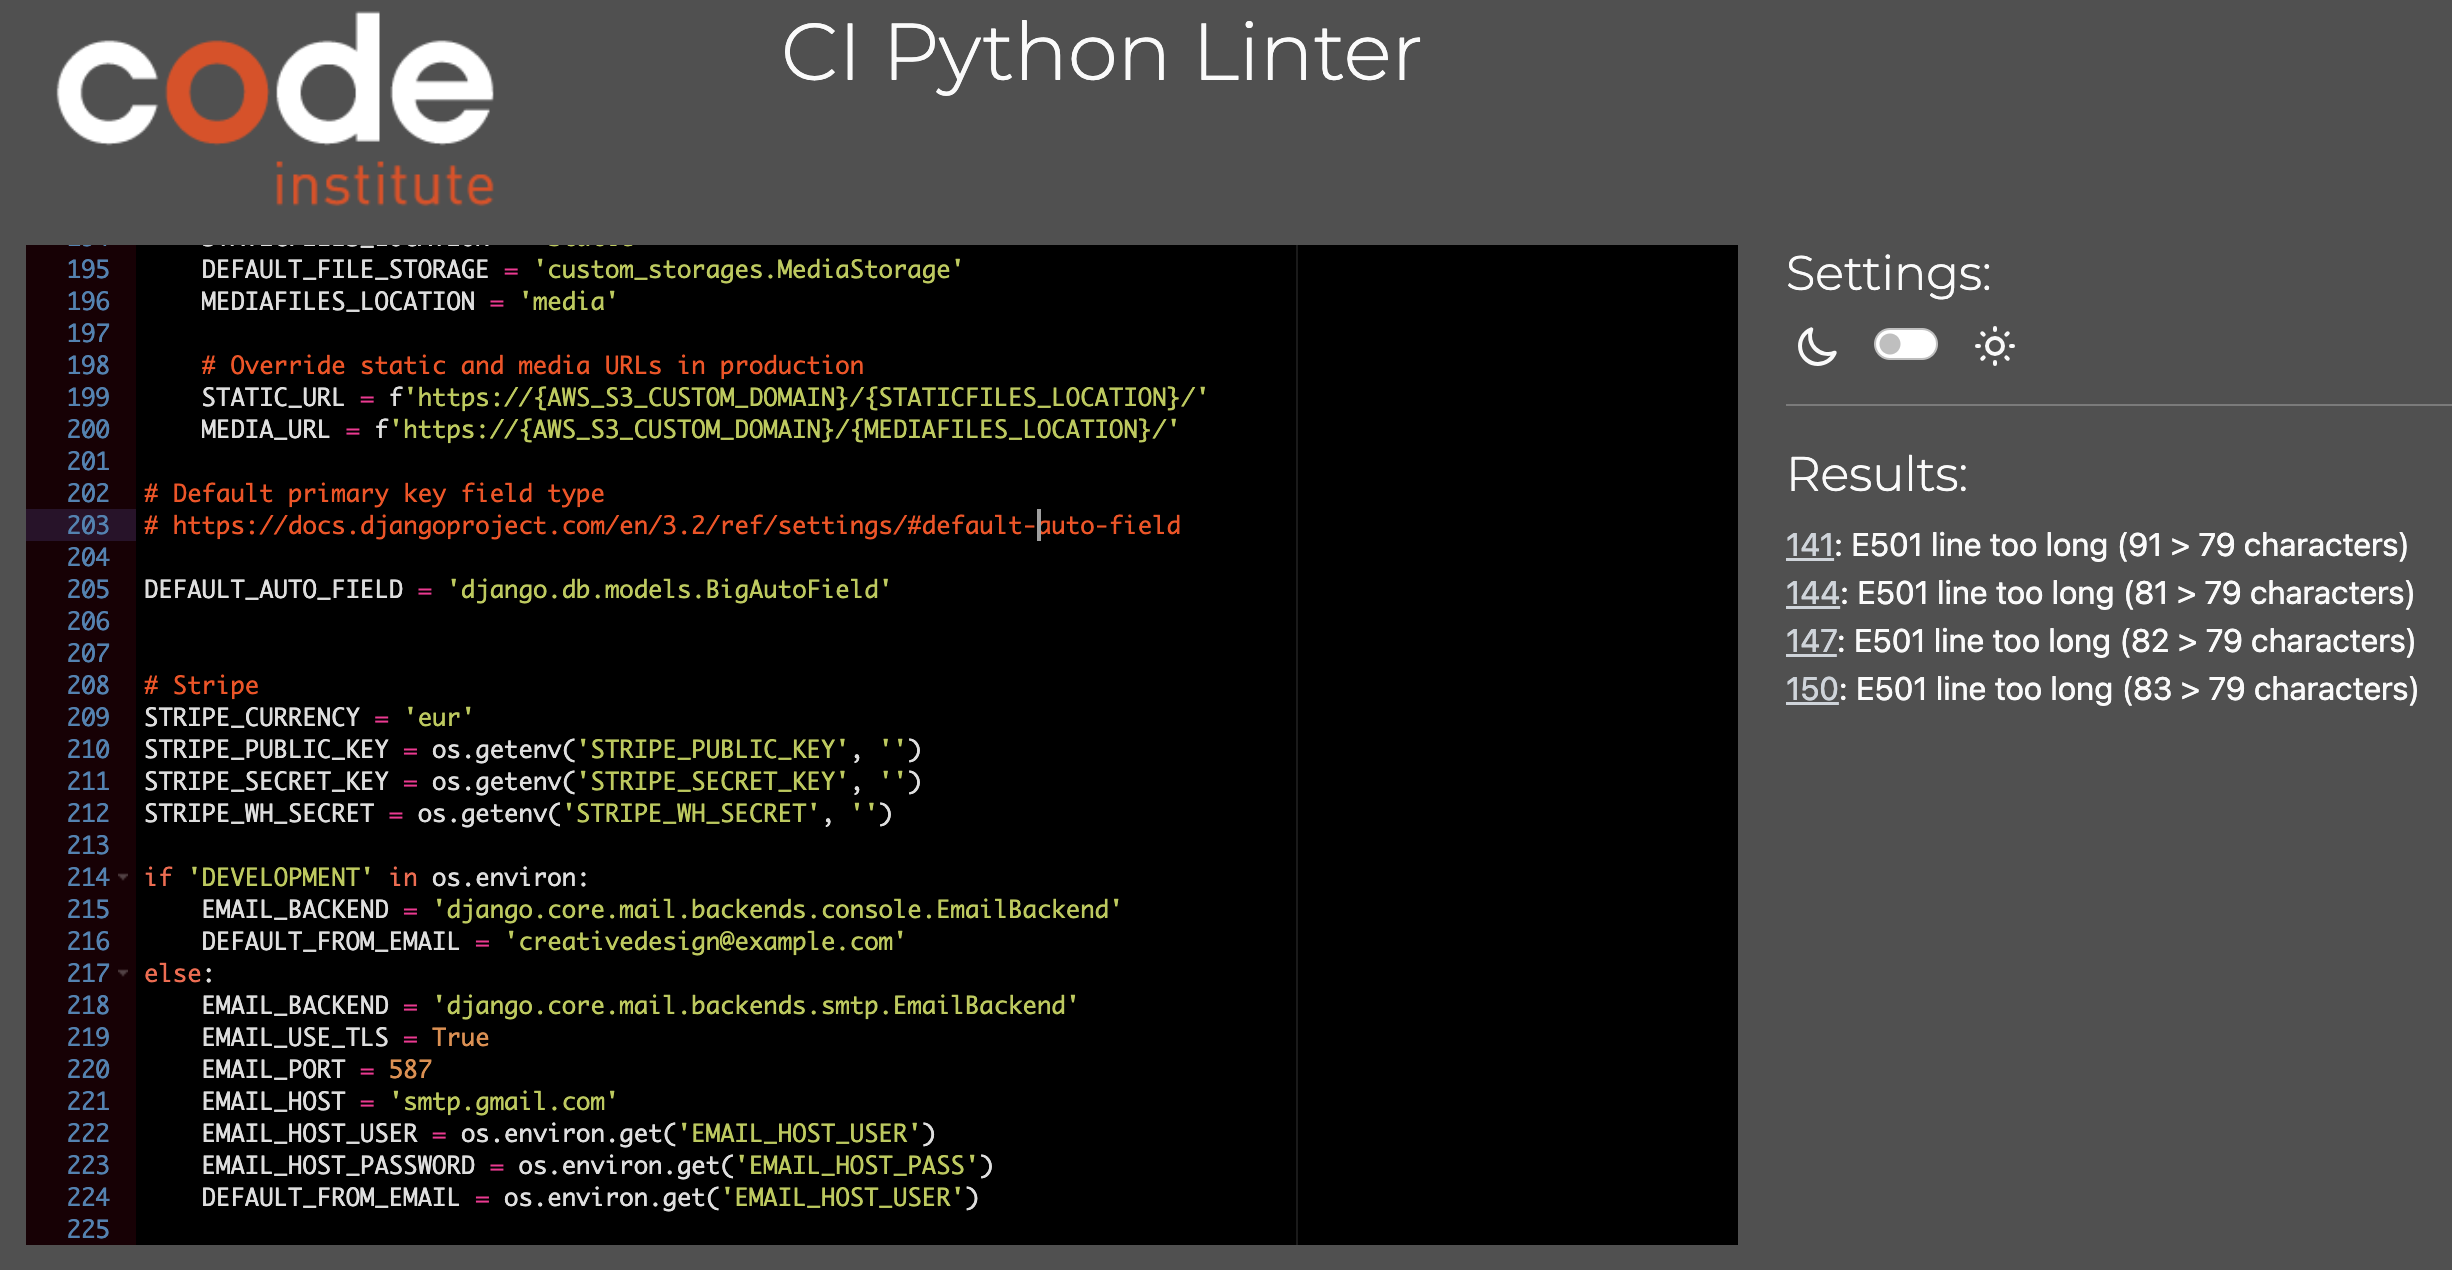 code
institute
CI Python Linter
195 DEFAULT_FILE_STORAGE = 'custom_storages.MediaStorage'
196 MEDIAFILES_LOCATION = 'media'
197
198 # Override static and media URLs in production
199 STATIC_URL = f'https://{AWS_S3_CUSTOM_DOMAIN}/{STATICFILES_LOCATION}/'
200 MEDIA_URL = f'https://{AWS_S3_CUSTOM_DOMAIN}/{MEDIAFILES_LOCATION}/'
201
202 # Default primary key field type
203 # https://docs.djangoproject.com/en/3.2/ref/settings/#default-auto-field
204
205 DEFAULT_AUTO_FIELD = 'django.db.models.BigAutoField'
206
207
208 # Stripe
209 STRIPE_CURRENCY = 'eur'
210 STRIPE_PUBLIC_KEY = os.getenv('STRIPE_PUBLIC_KEY', '')
211 STRIPE_SECRET_KEY = os.getenv('STRIPE_SECRET_KEY', '')
212 STRIPE_WH_SECRET = os.getenv('STRIPE_WH_SECRET', '')
213
214 if 'DEVELOPMENT' in os.environ:
215 EMAIL_BACKEND = 'django.core.mail.backends.console.EmailBackend'
216 DEFAULT_FROM_EMAIL = 'creativedesign@example.com'
217 else:
218 EMAIL_BACKEND = 'django.core.mail.backends.smtp.EmailBackend'
219 EMAIL_USE_TLS = True
220 EMAIL_PORT = 587
221 EMAIL_HOST = 'smtp.gmail.com'
222 EMAIL_HOST_USER = os.environ.get('EMAIL_HOST_USER')
223 EMAIL_HOST_PASSWORD = os.environ.get('EMAIL_HOST_PASS')
224 DEFAULT_FROM_EMAIL = os.environ.get('EMAIL_HOST_USER')
225
Settings:
Results:
141: E501 line too long (91 > 79 characters)
144: E501 line too long (81 > 79 characters)
147: E501 line too long (82 > 79 characters)
150: E501 line too long (83 > 79 characters)